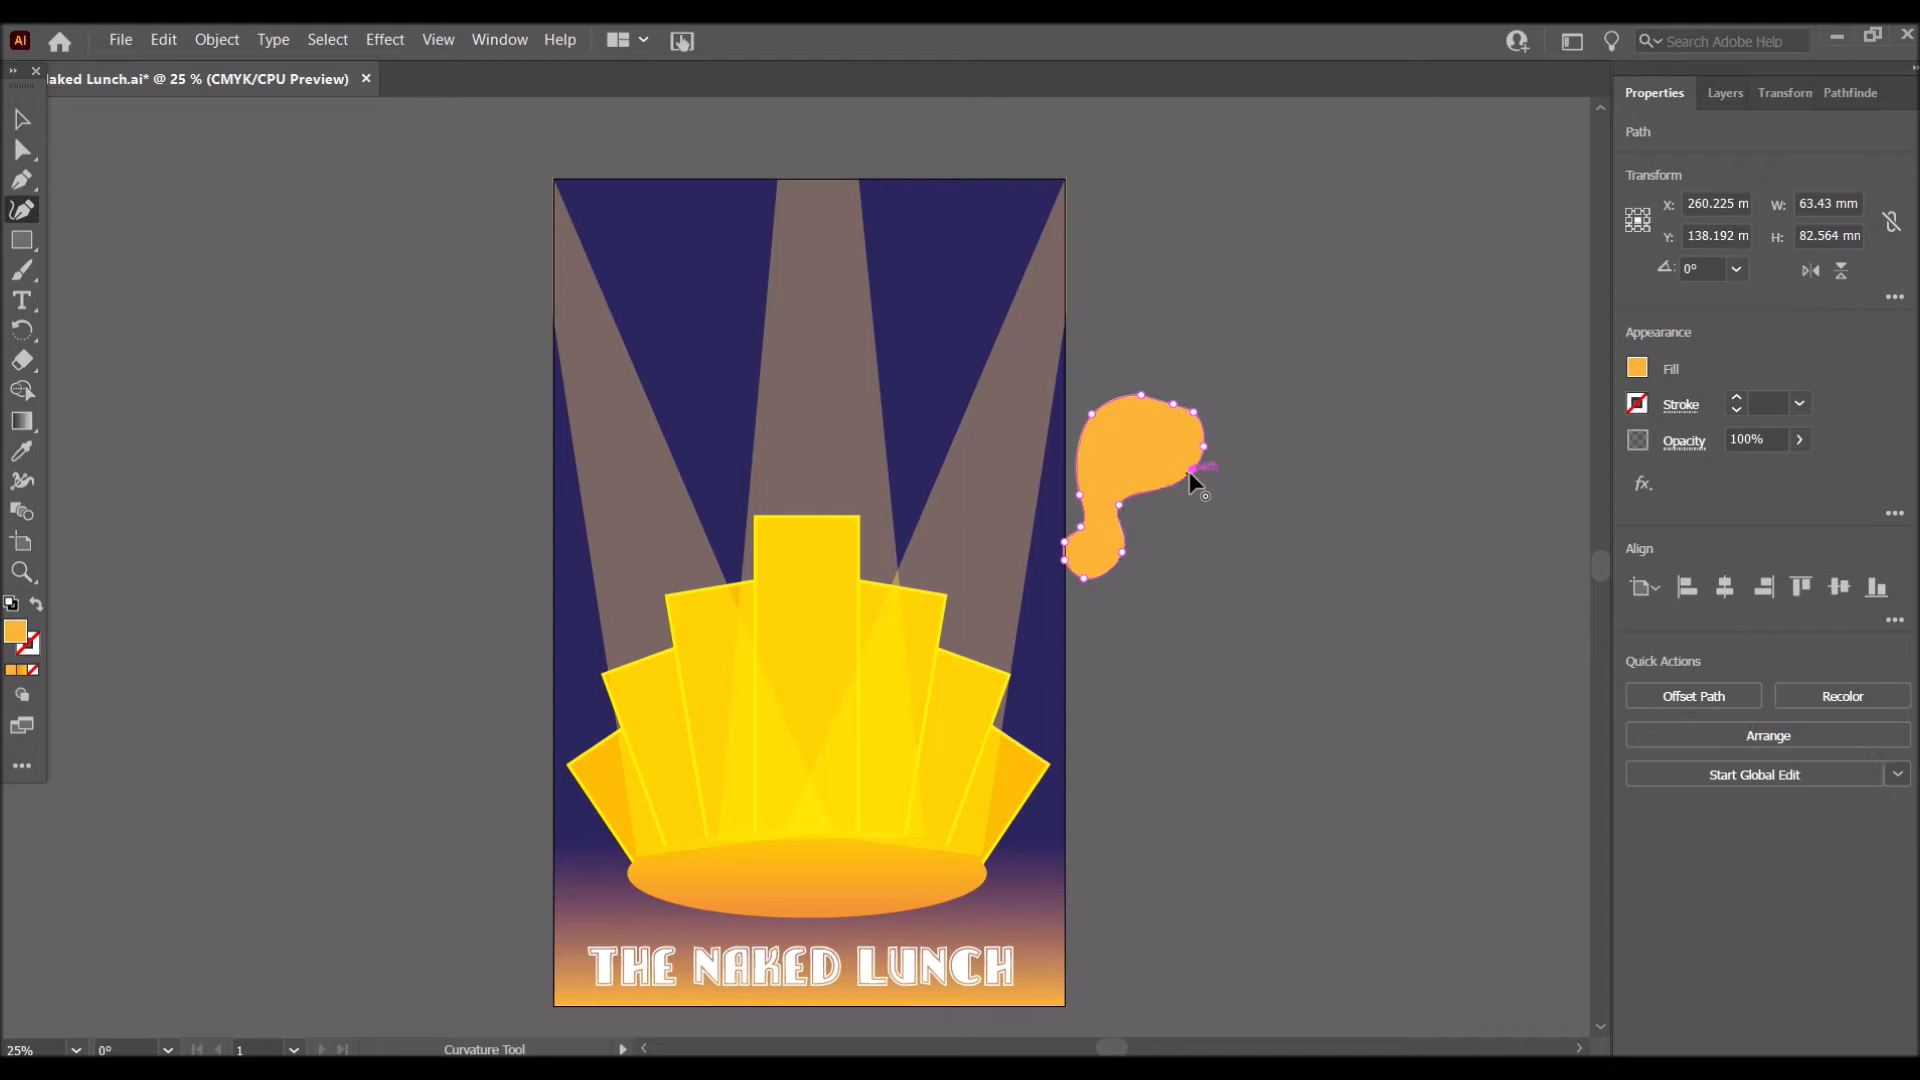 Ai File Edit Object Type Select Effect View Window Help Search Adobe Help
aked Lunch.ai* @ 25 % (CMYK/CPU Preview)
Properties Layers Transform Pathfinde
Path
Transform
X: 260.225 m W: 63.43 mm
Y: 138.192 m H: 82.564 mm
0°
Appearance
Fill
Stroke
Opacity 100%
fx.
Align
Quick Actions
Offset Path Recolor
Arrange
Start Global Edit
THE NAKED LUNCH
25% 0° 1 Curvature Tool